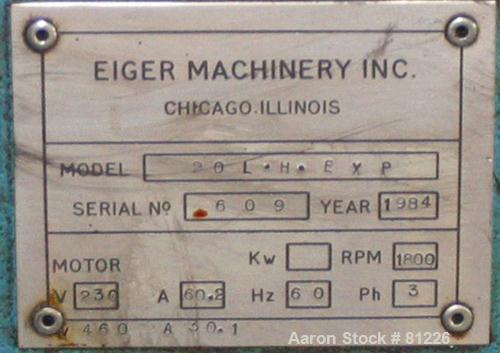 EIGER MACHINERY INC.
CHICAGO.ILLINOIS
MODEL 20L·H·EXP
SERIAL Nº 609 YEAR 1984
MOTOR Kw RPM 1800
V 230 A 60.2 Hz 60 Ph 3
V 460 A 30.1
Aaron Stock # 81226